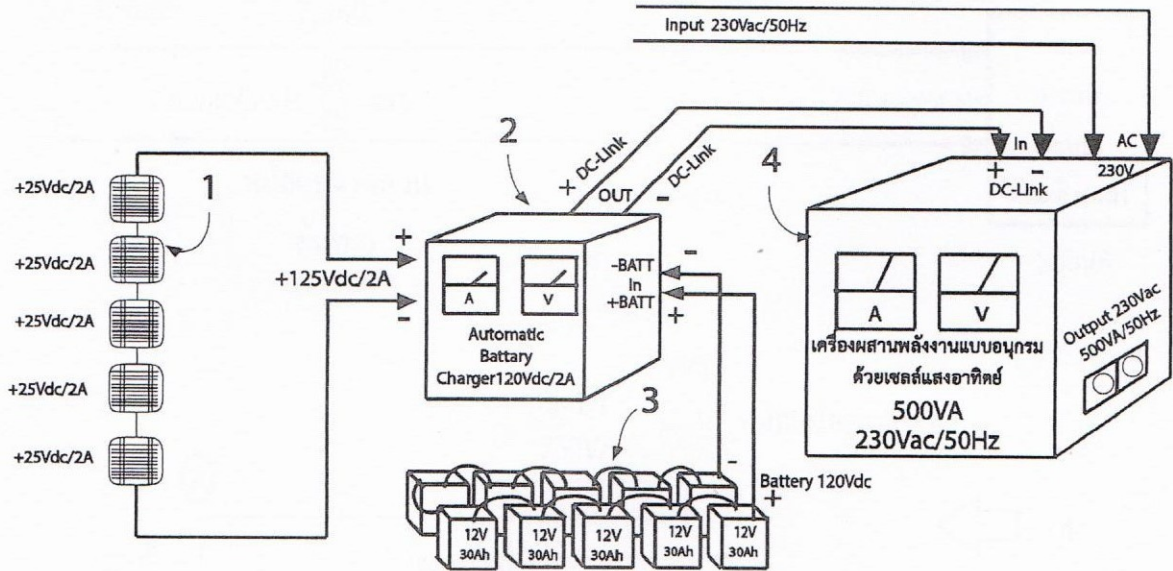 Input 230Vac/50Hz
2
+ DC-Link
OUT
- DC-Link
In
AC
+ -
230V
DC-Link
4
+25Vdc/2A
1
+25Vdc/2A
+25Vdc/2A
+25Vdc/2A
+25Vdc/2A
+
+125Vdc/2A
-
A
V
-BATT
In
+BATT
-
+
Automatic
Battary
Charger120Vdc/2A
A
V
เครื่องผสานพลังงานแบบอนุกรม
ด้วยเซลล์แสงอาทิตย์
500VA
230Vac/50Hz
Output 230Vac
500VA/50Hz
3
-
Battery 120Vdc
+
12V
30Ah
12V
30Ah
12V
30Ah
12V
30Ah
12V
30Ah